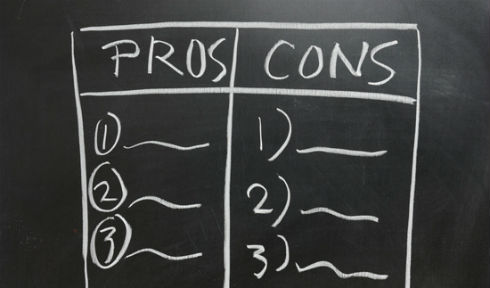 PROS CONS
① 1)
② 2)
③ 3)